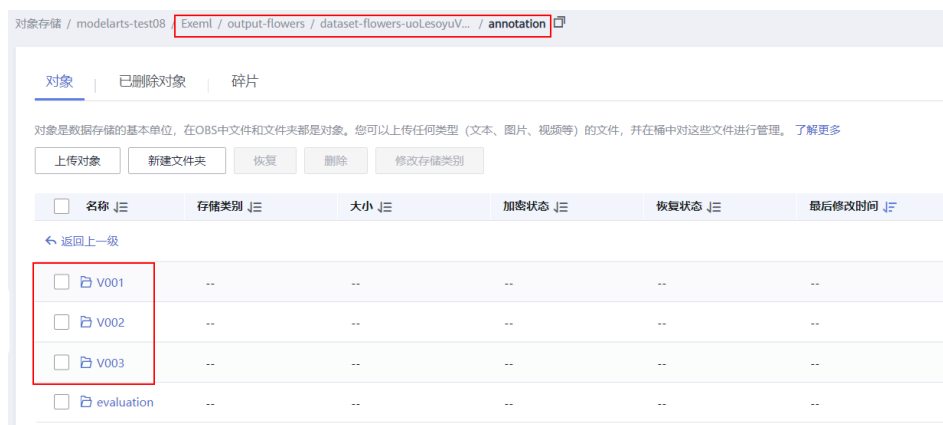 对象存储 / modelarts-test08 / Exeml / output-flowers / dataset-flowers-uoLesoyuV... / annotation
对象 已删除对象 碎片
对象是数据存储的基本单位，在OBS中文件和文件夹都是对象。您可以上传任何类型（文本、图片、视频等）的文件，并在桶中对这些文件进行管理。 了解更多
上传对象 新建文件夹 恢复 删除 修改存储类别
名称 存储类别 大小 加密状态 恢复状态 最后修改时间
返回上一级
V001 -- -- -- -- --
V002 -- -- -- -- --
V003 -- -- -- -- --
evaluation -- -- -- -- --